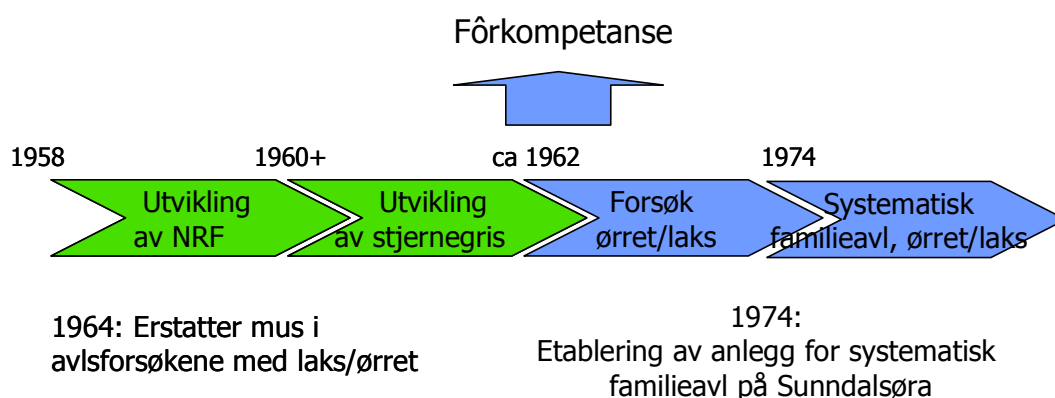 Fôrkompetanse
1958
1960+
ca 1962
1974
Utvikling
av NRF
Utvikling
av stjernegris
Forsøk
ørret/laks
Systematisk
familieavl, ørret/laks
1964: Erstatter mus i
avlsforsøkene med laks/ørret
1974:
Etablering av anlegg for systematisk
familieavl på Sunndalsøra